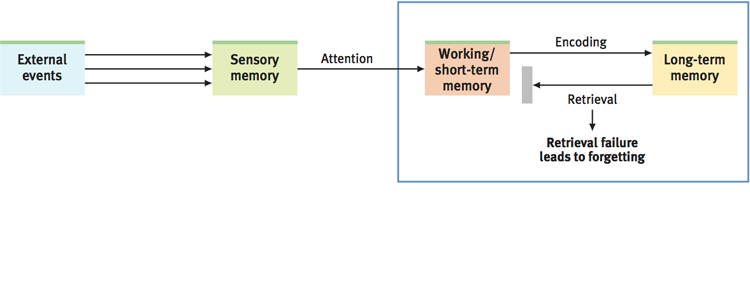 External
events
Sensory
memory
Attention
Working/
short-term
memory
Encoding
Retrieval
Long-term
memory
Retrieval failure
leads to forgetting